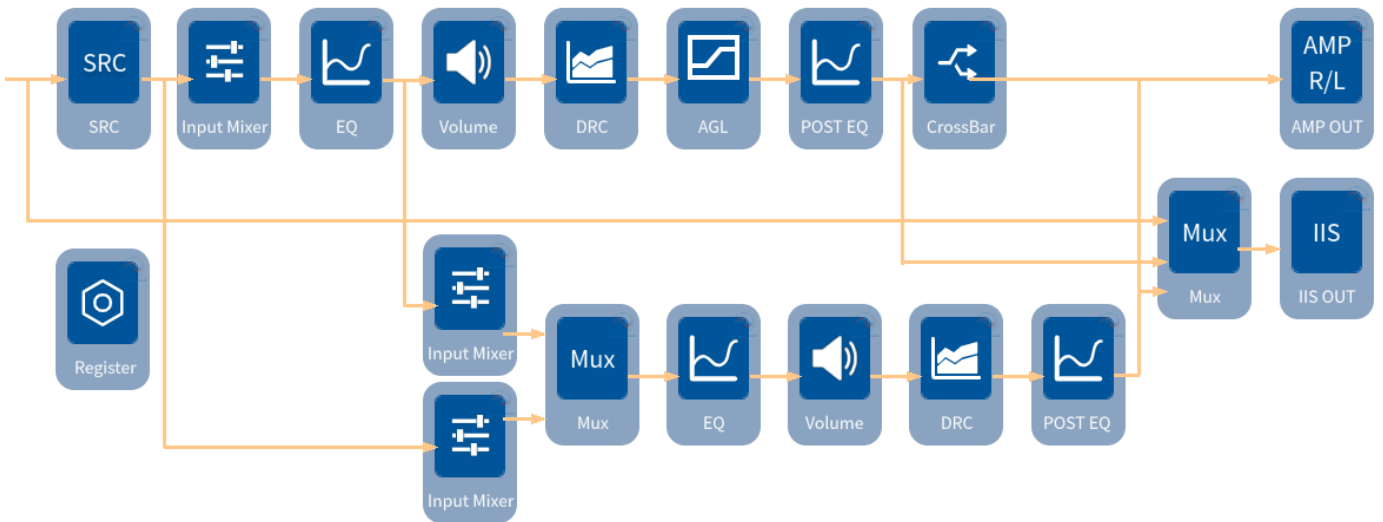 SRC
SRC
Input Mixer
EQ
Volume
DRC
AGL
POST EQ
CrossBar
AMP
R/L
AMP OUT
Mux
Mux
IIS
IIS OUT
Register
Input Mixer
Mux
Mux
EQ
Volume
DRC
POST EQ
Input Mixer